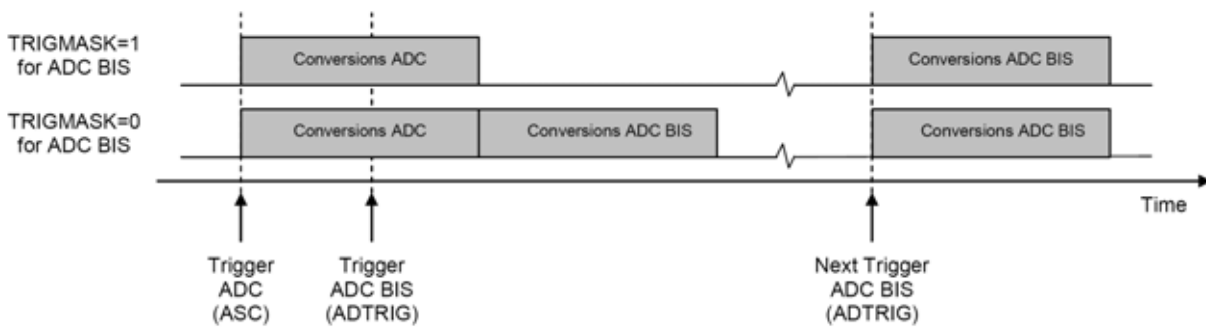 TRIGMASK=1
for ADC BIS
Conversions ADC
Conversions ADC BIS
TRIGMASK=0
for ADC BIS
Conversions ADC
Conversions ADC BIS
Conversions ADC BIS
Time
Trigger
ADC
(ASC)
Trigger
ADC BIS
(ADTRIG)
Next Trigger
ADC BIS
(ADTRIG)